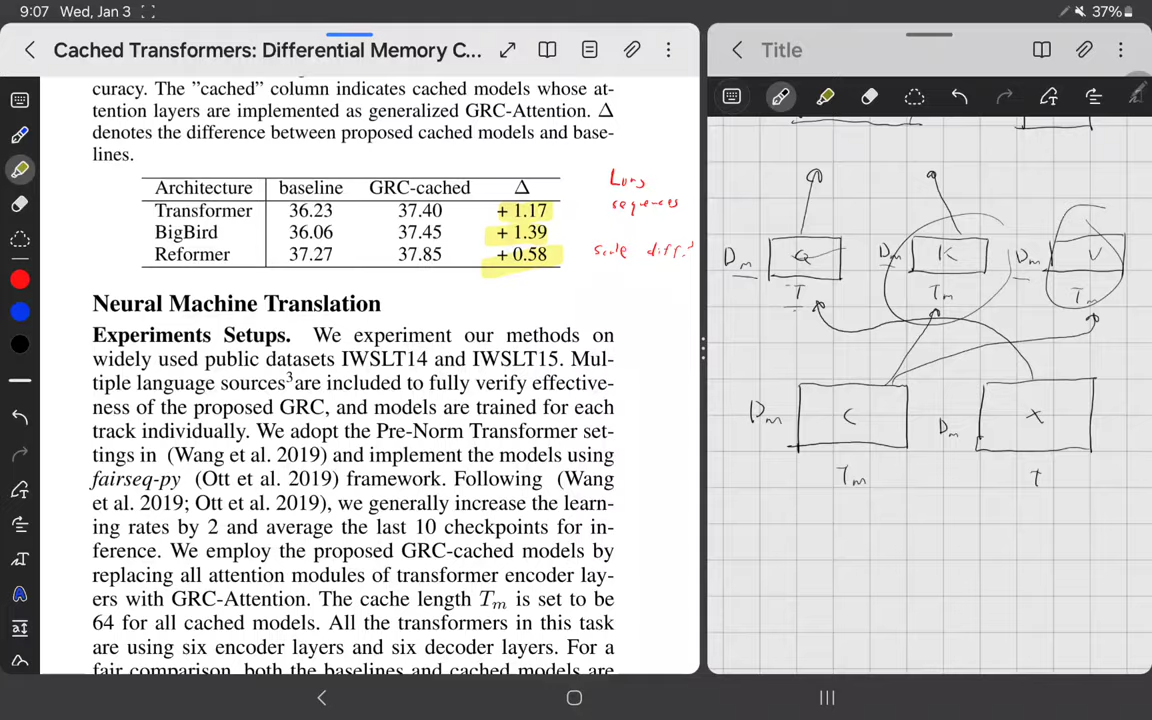 9:07 Wed, Jan 3
37%
Cached Transformers: Differential Memory C...
curacy. The ”cached” column indicates cached models whose at-
tention layers are implemented as generalized GRC-Attention. Δ
denotes the difference between proposed cached models and base-
lines.
Architecture baseline GRC-cached Δ
Transformer 36.23 37.40 + 1.17
BigBird 36.06 37.45 + 1.39
Reformer 37.27 37.85 + 0.58
Long
sequences
scale diff.
Neural Machine Translation
Experiments Setups. We experiment our methods on
widely used public datasets IWSLT14 and IWSLT15. Mul-
tiple language sources³are included to fully verify effective-
ness of the proposed GRC, and models are trained for each
track individually. We adopt the Pre-Norm Transformer set-
tings in (Wang et al. 2019) and implement the models using
fairseq-py (Ott et al. 2019) framework. Following (Wang
et al. 2019; Ott et al. 2019), we generally increase the learn-
ing rates by 2 and average the last 10 checkpoints for in-
ference. We employ the proposed GRC-cached models by
replacing all attention modules of transformer encoder lay-
ers with GRC-Attention. The cache length Tm is set to be
64 for all cached models. All the transformers in this task
are using six encoder layers and six decoder layers. For a
fair comparison, both the baselines and cached models are
Title
Dm Q Dm K Dm V
T Tm Tm
Dm C Dm X
Tm T